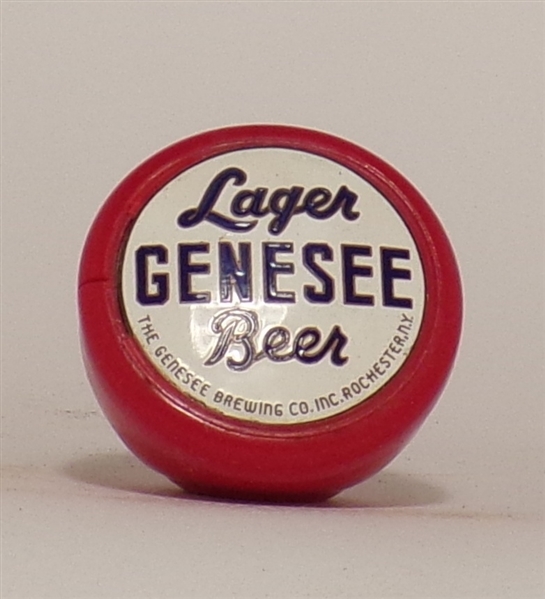 Lager
GENESEE
Beer
THE GENESEE BREWING CO. INC. ROCHESTER, N.Y.